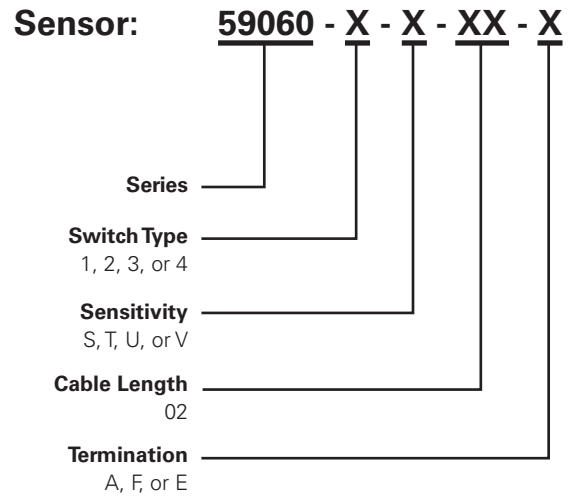 Sensor: 59060 - X - X - XX - X
Series
Switch Type
1, 2, 3, or 4
Sensitivity
S, T, U, or V
Cable Length
02
Termination
A, F, or E